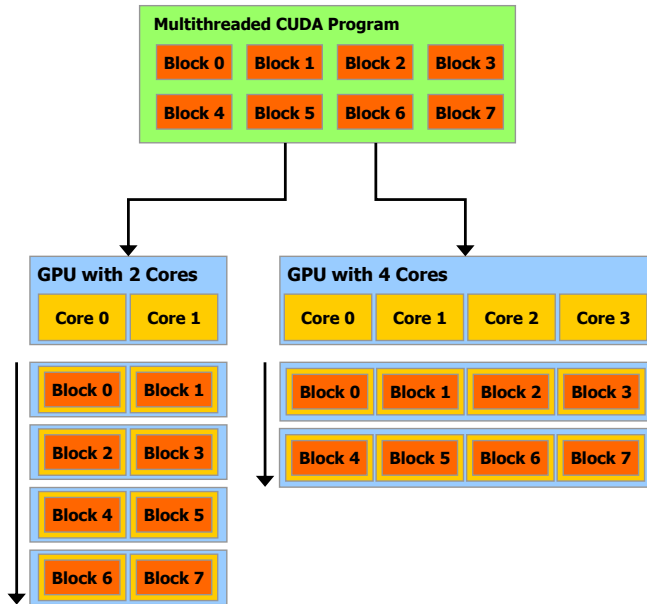 Multithreaded CUDA Program
Block 0 Block 1 Block 2 Block 3
Block 4 Block 5 Block 6 Block 7
GPU with 2 Cores
Core 0 Core 1
Block 0 Block 1
Block 2 Block 3
Block 4 Block 5
Block 6 Block 7
GPU with 4 Cores
Core 0 Core 1 Core 2 Core 3
Block 0 Block 1 Block 2 Block 3
Block 4 Block 5 Block 6 Block 7